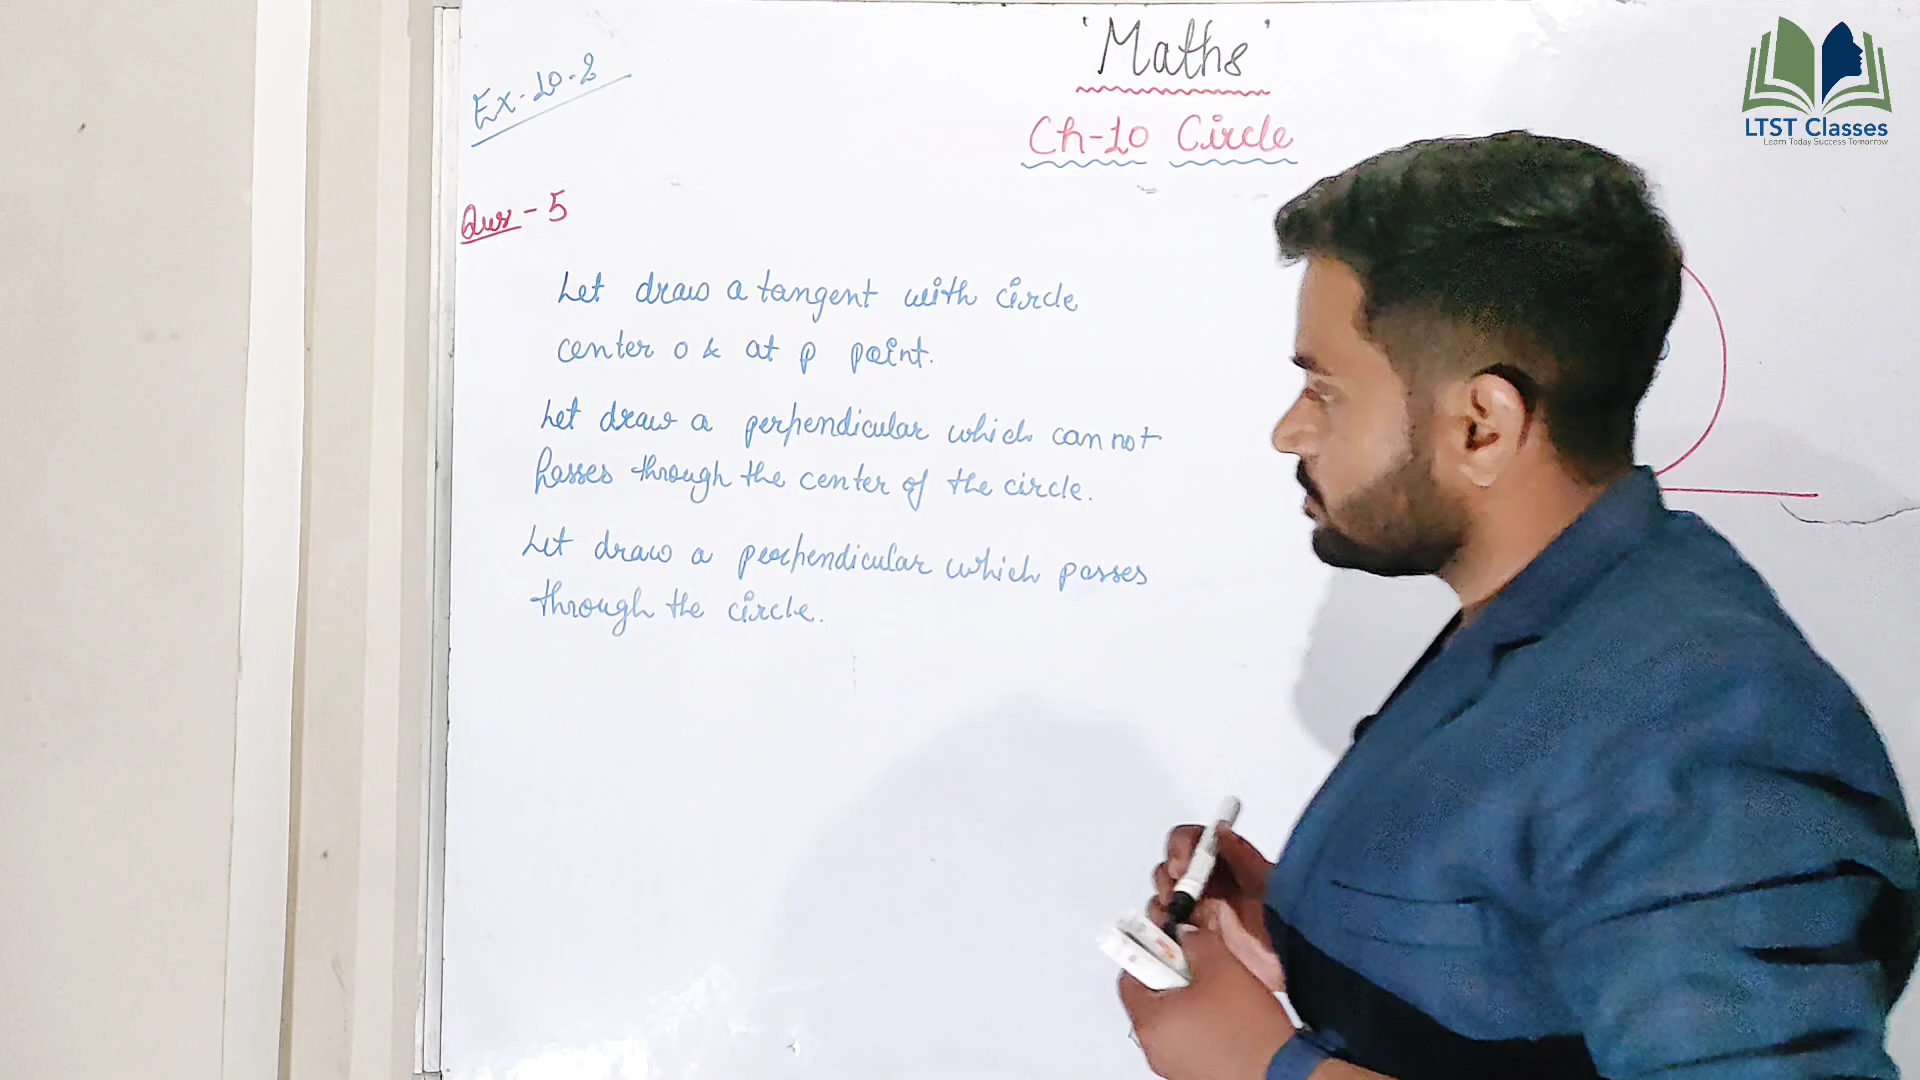 'Maths'
Ch-10 Circle
Ex-10.2
Ques-5
Let draw a tangent with circle
center o & at p point.
Let draw a perpendicular which can not
passes through the center of the circle.
Let draw a perpendicular which passes
through the circle.
LTST Classes
Learn Today Success Tomorrow